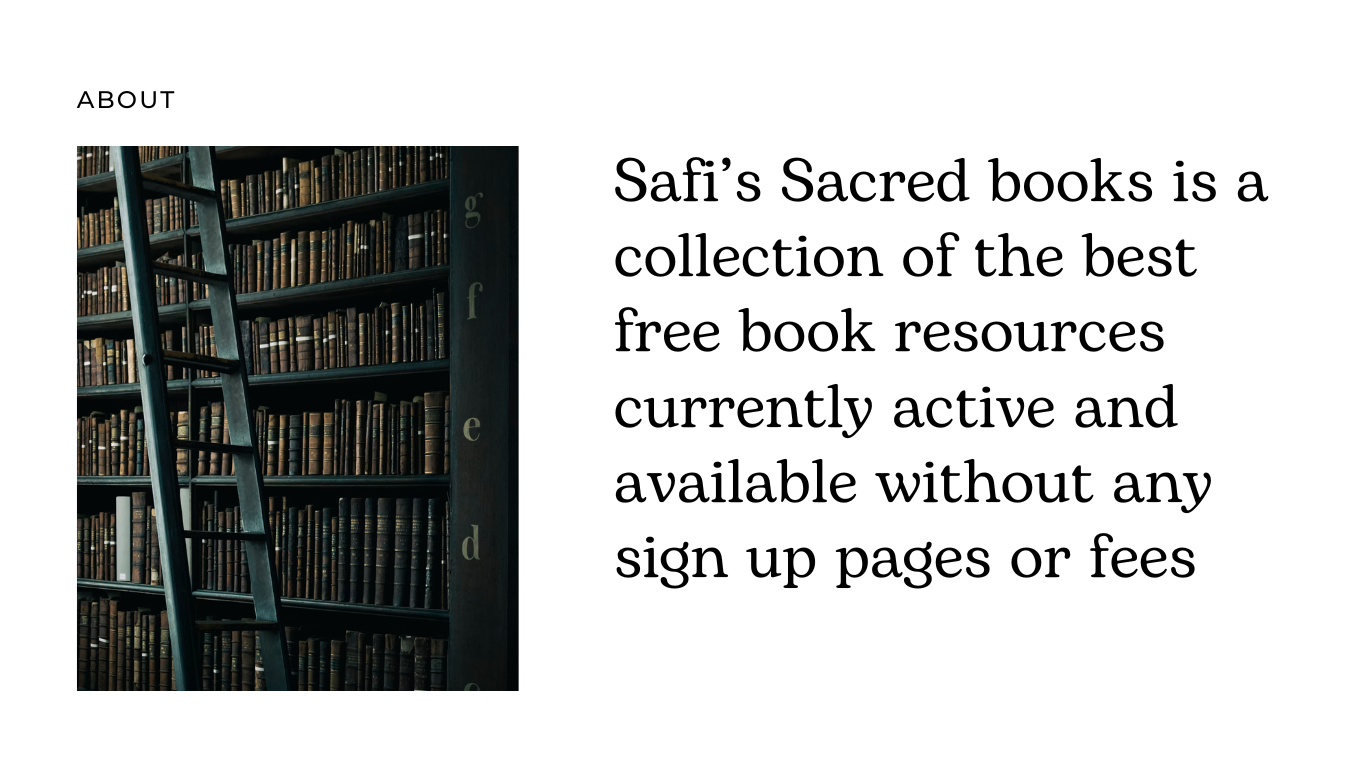 ABOUT
Safi’s Sacred books is a
collection of the best
free book resources
currently active and
available without any
sign up pages or fees
g
f
e
d